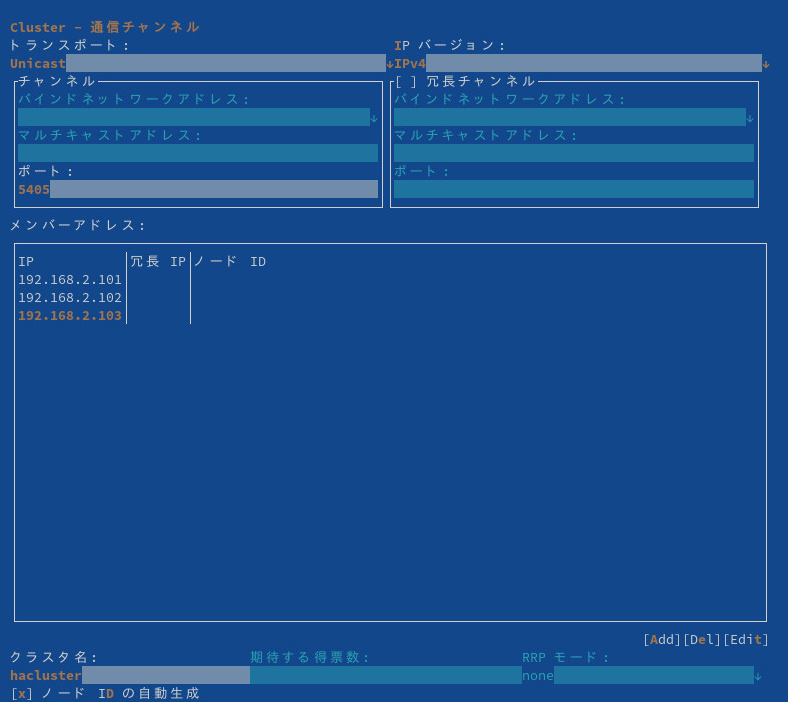 Cluster - 通信チャンネル
トランスポート: IP バージョン:
Unicast↓IPv4↓
チャンネル [ ] 冗長チャンネル
バインドネットワークアドレス: バインドネットワークアドレス:
↓ ↓
マルチキャストアドレス: マルチキャストアドレス:
ポート: ポート:
5405
メンバーアドレス:
IP 冗長 IP ノード ID
192.168.2.101
192.168.2.102
192.168.2.103
[Add][Del][Edit]
クラスタ名: 期待する得票数: RRP モード:
hacluster none↓
[x] ノード ID の自動生成